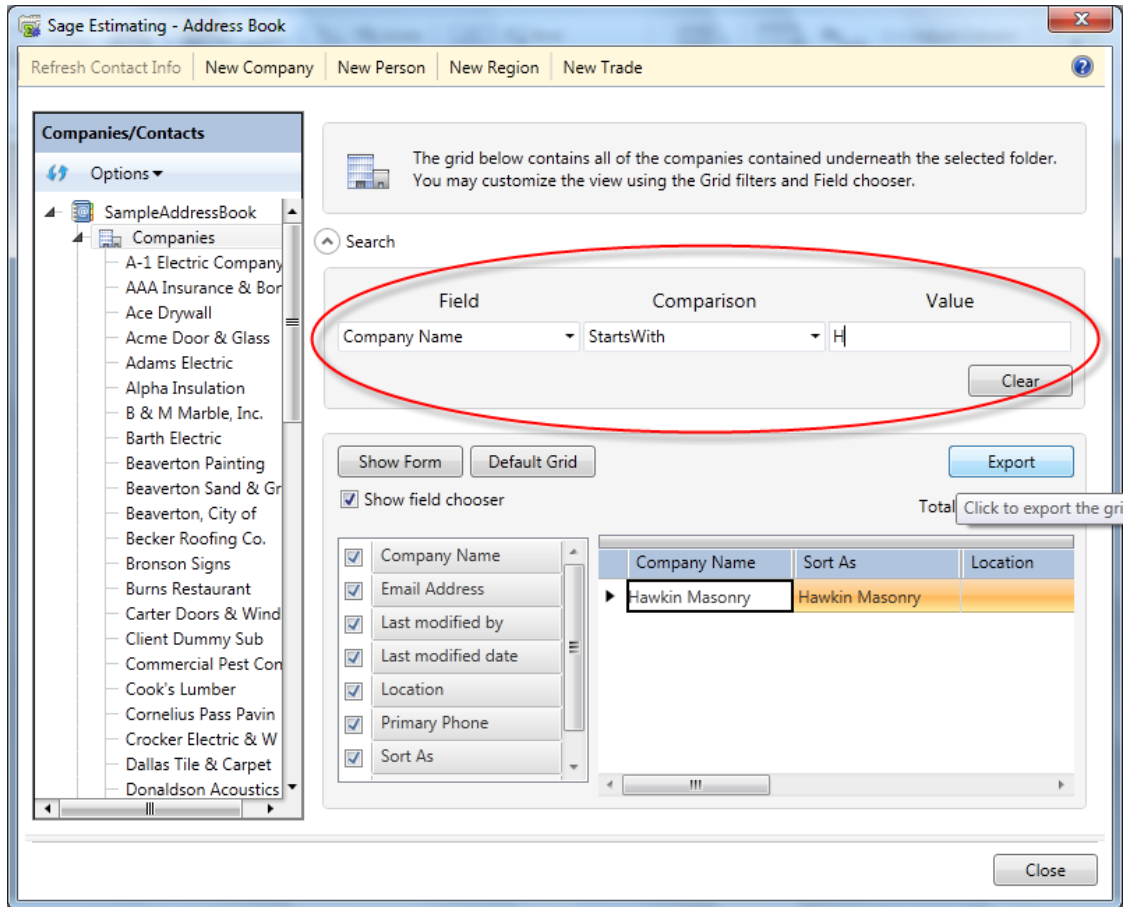 Sage Estimating - Address Book
Refresh Contact Info New Company New Person New Region New Trade
Companies/Contacts
Options
SampleAddressBook
Companies
A-1 Electric Company
AAA Insurance & Bor
Ace Drywall
Acme Door & Glass
Adams Electric
Alpha Insulation
B & M Marble, Inc.
Barth Electric
Beaverton Painting
Beaverton Sand & Gr
Beaverton, City of
Becker Roofing Co.
Bronson Signs
Burns Restaurant
Carter Doors & Wind
Client Dummy Sub
Commercial Pest Con
Cook's Lumber
Cornelius Pass Pavin
Crocker Electric & W
Dallas Tile & Carpet
Donaldson Acoustics
The grid below contains all of the companies contained underneath the selected folder.
You may customize the view using the Grid filters and Field chooser.
Search
Field Comparison Value
Company Name StartsWith H
Clear
Show Form Default Grid Export
Show field chooser
Total Click to export the gri
Company Name
Email Address
Last modified by
Last modified date
Location
Primary Phone
Sort As
Company Name Sort As Location
Hawkin Masonry Hawkin Masonry
Close